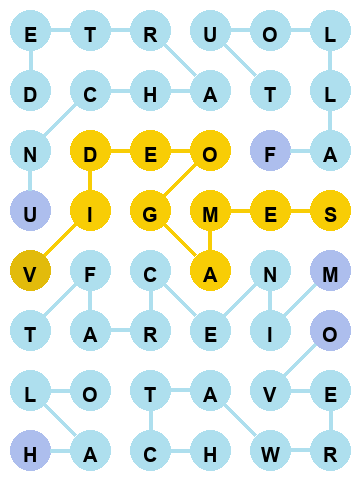 E T R U O L
D C H A T L
N D E O F A
U I G M E S
V F C A N M
T A R E I O
L O T A V E
H A C H W R